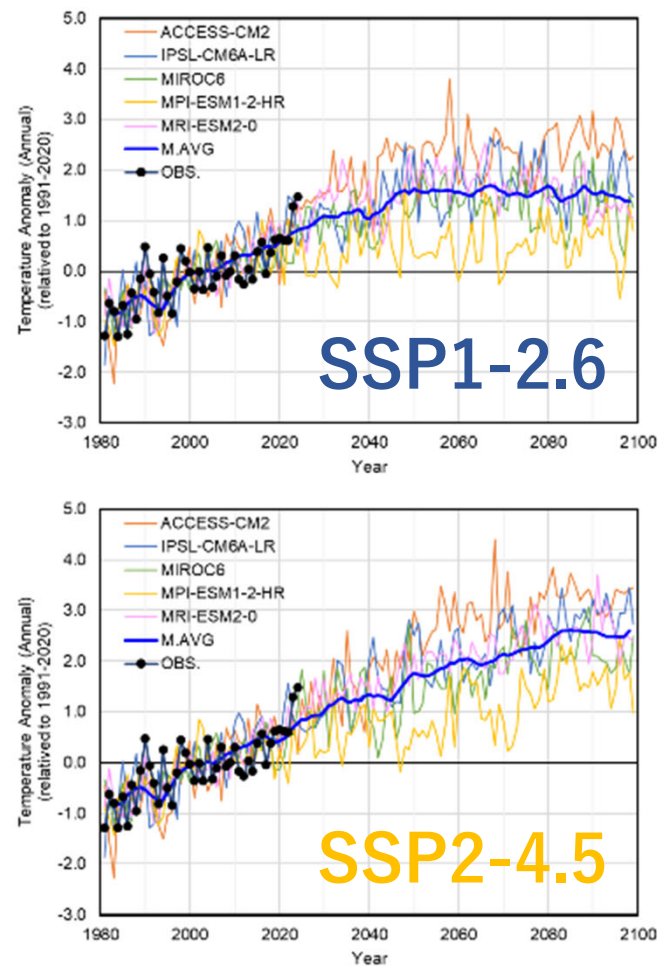 Temperature Anomaly (Annual)
(relatived to 1991-2020)
5.0
4.0
3.0
2.0
1.0
0.0
-1.0
-2.0
-3.0
ACCESS-CM2
IPSL-CM6A-LR
MIROC6
MPI-ESM1-2-HR
MRI-ESM2-0
M.AVG
OBS.
SSP1-2.6
1980 2000 2020 2040 2060 2080 2100
Year
Temperature Anomaly (Annual)
(relatived to 1991-2020)
5.0
4.0
3.0
2.0
1.0
0.0
-1.0
-2.0
-3.0
ACCESS-CM2
IPSL-CM6A-LR
MIROC6
MPI-ESM1-2-HR
MRI-ESM2-0
M.AVG
OBS.
SSP2-4.5
1980 2000 2020 2040 2060 2080 2100
Year